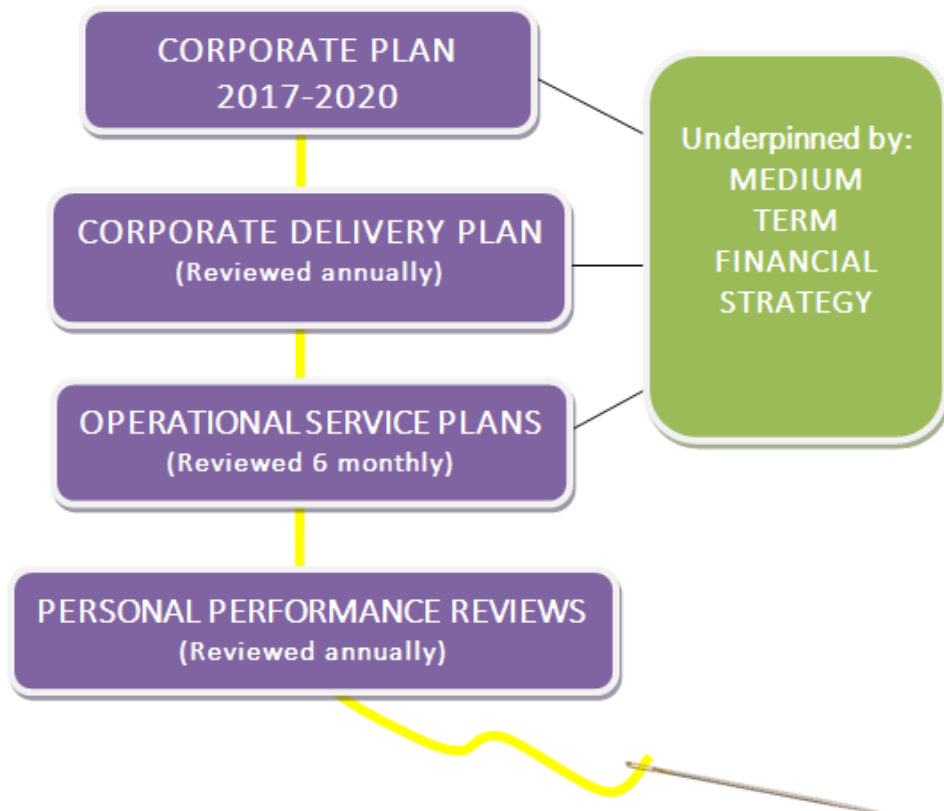 CORPORATE PLAN
2017-2020
CORPORATE DELIVERY PLAN
(Reviewed annually)
OPERATIONAL SERVICE PLANS
(Reviewed 6 monthly)
PERSONAL PERFORMANCE REVIEWS
(Reviewed annually)
Underpinned by:
MEDIUM
TERM
FINANCIAL
STRATEGY